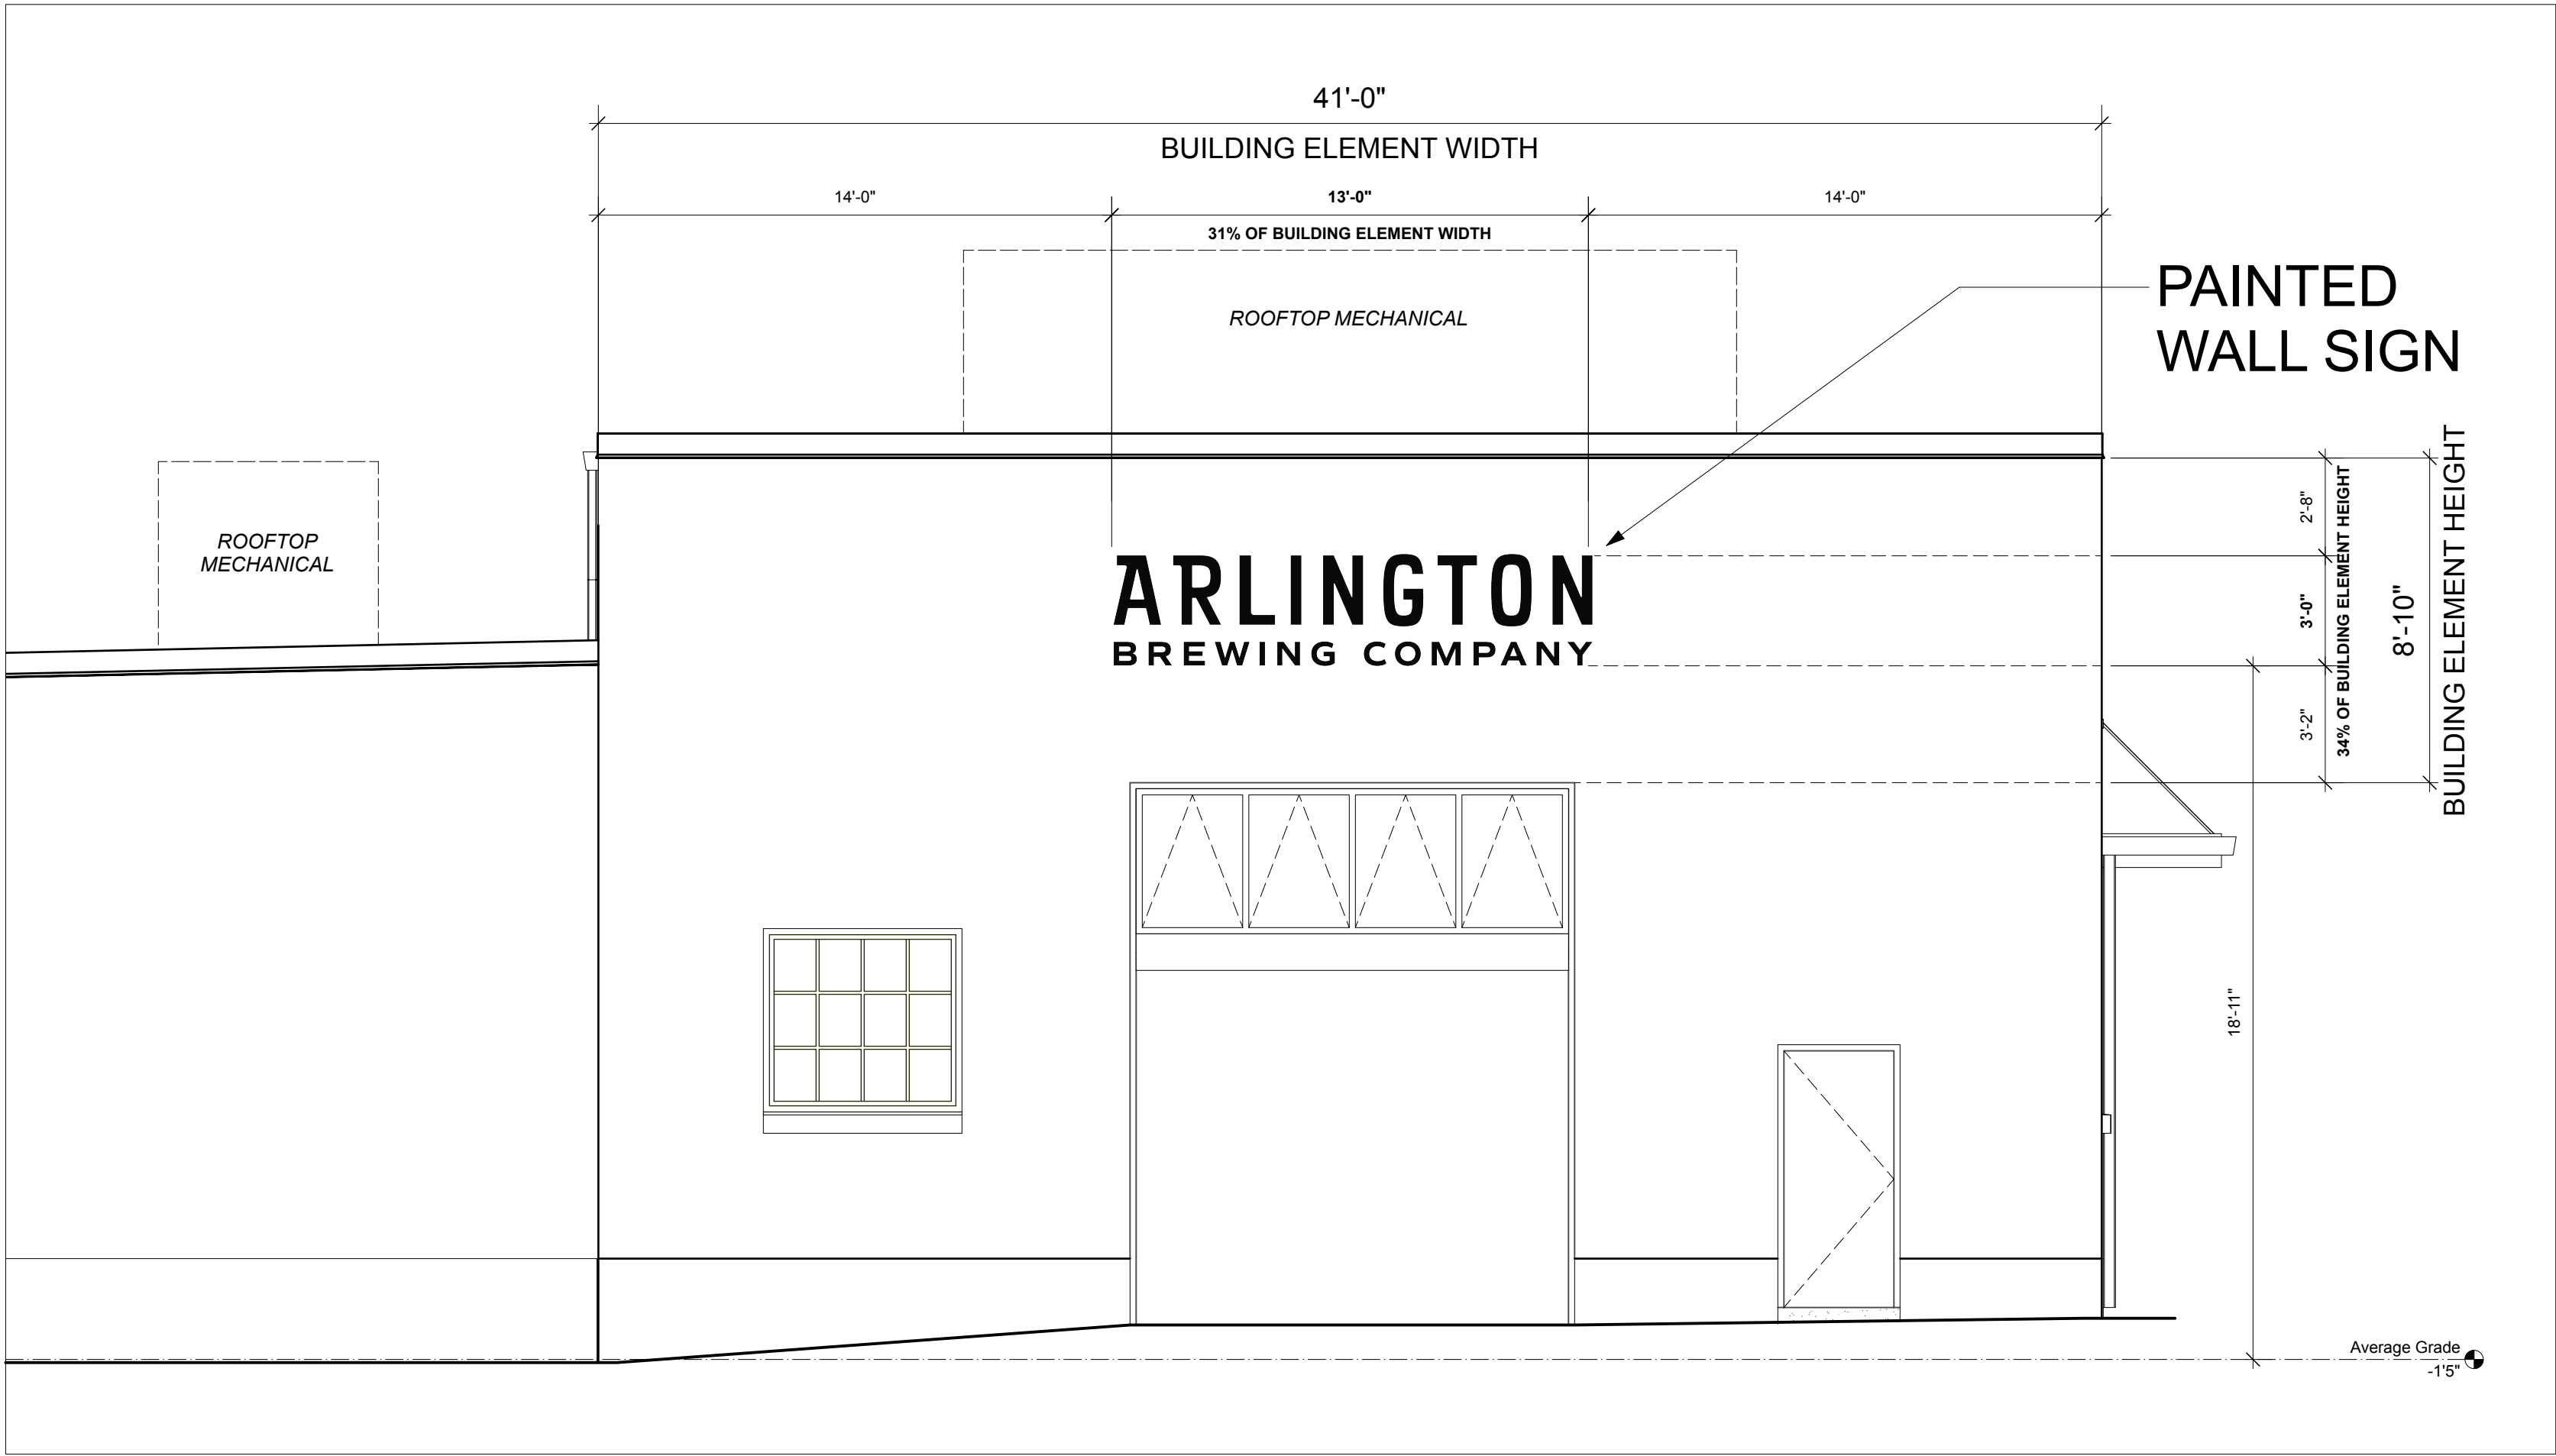 41'-0"
BUILDING ELEMENT WIDTH
14'-0"
13'-0"
14'-0"
31% OF BUILDING ELEMENT WIDTH
ROOFTOP MECHANICAL
PAINTED
WALL SIGN
ROOFTOP
MECHANICAL
ARLINGTON
BREWING COMPANY
2'-8"
3'-0"
3'-2"
34% OF BUILDING ELEMENT HEIGHT
8'-10"
BUILDING ELEMENT HEIGHT
18'-11"
Average Grade
-1'5"